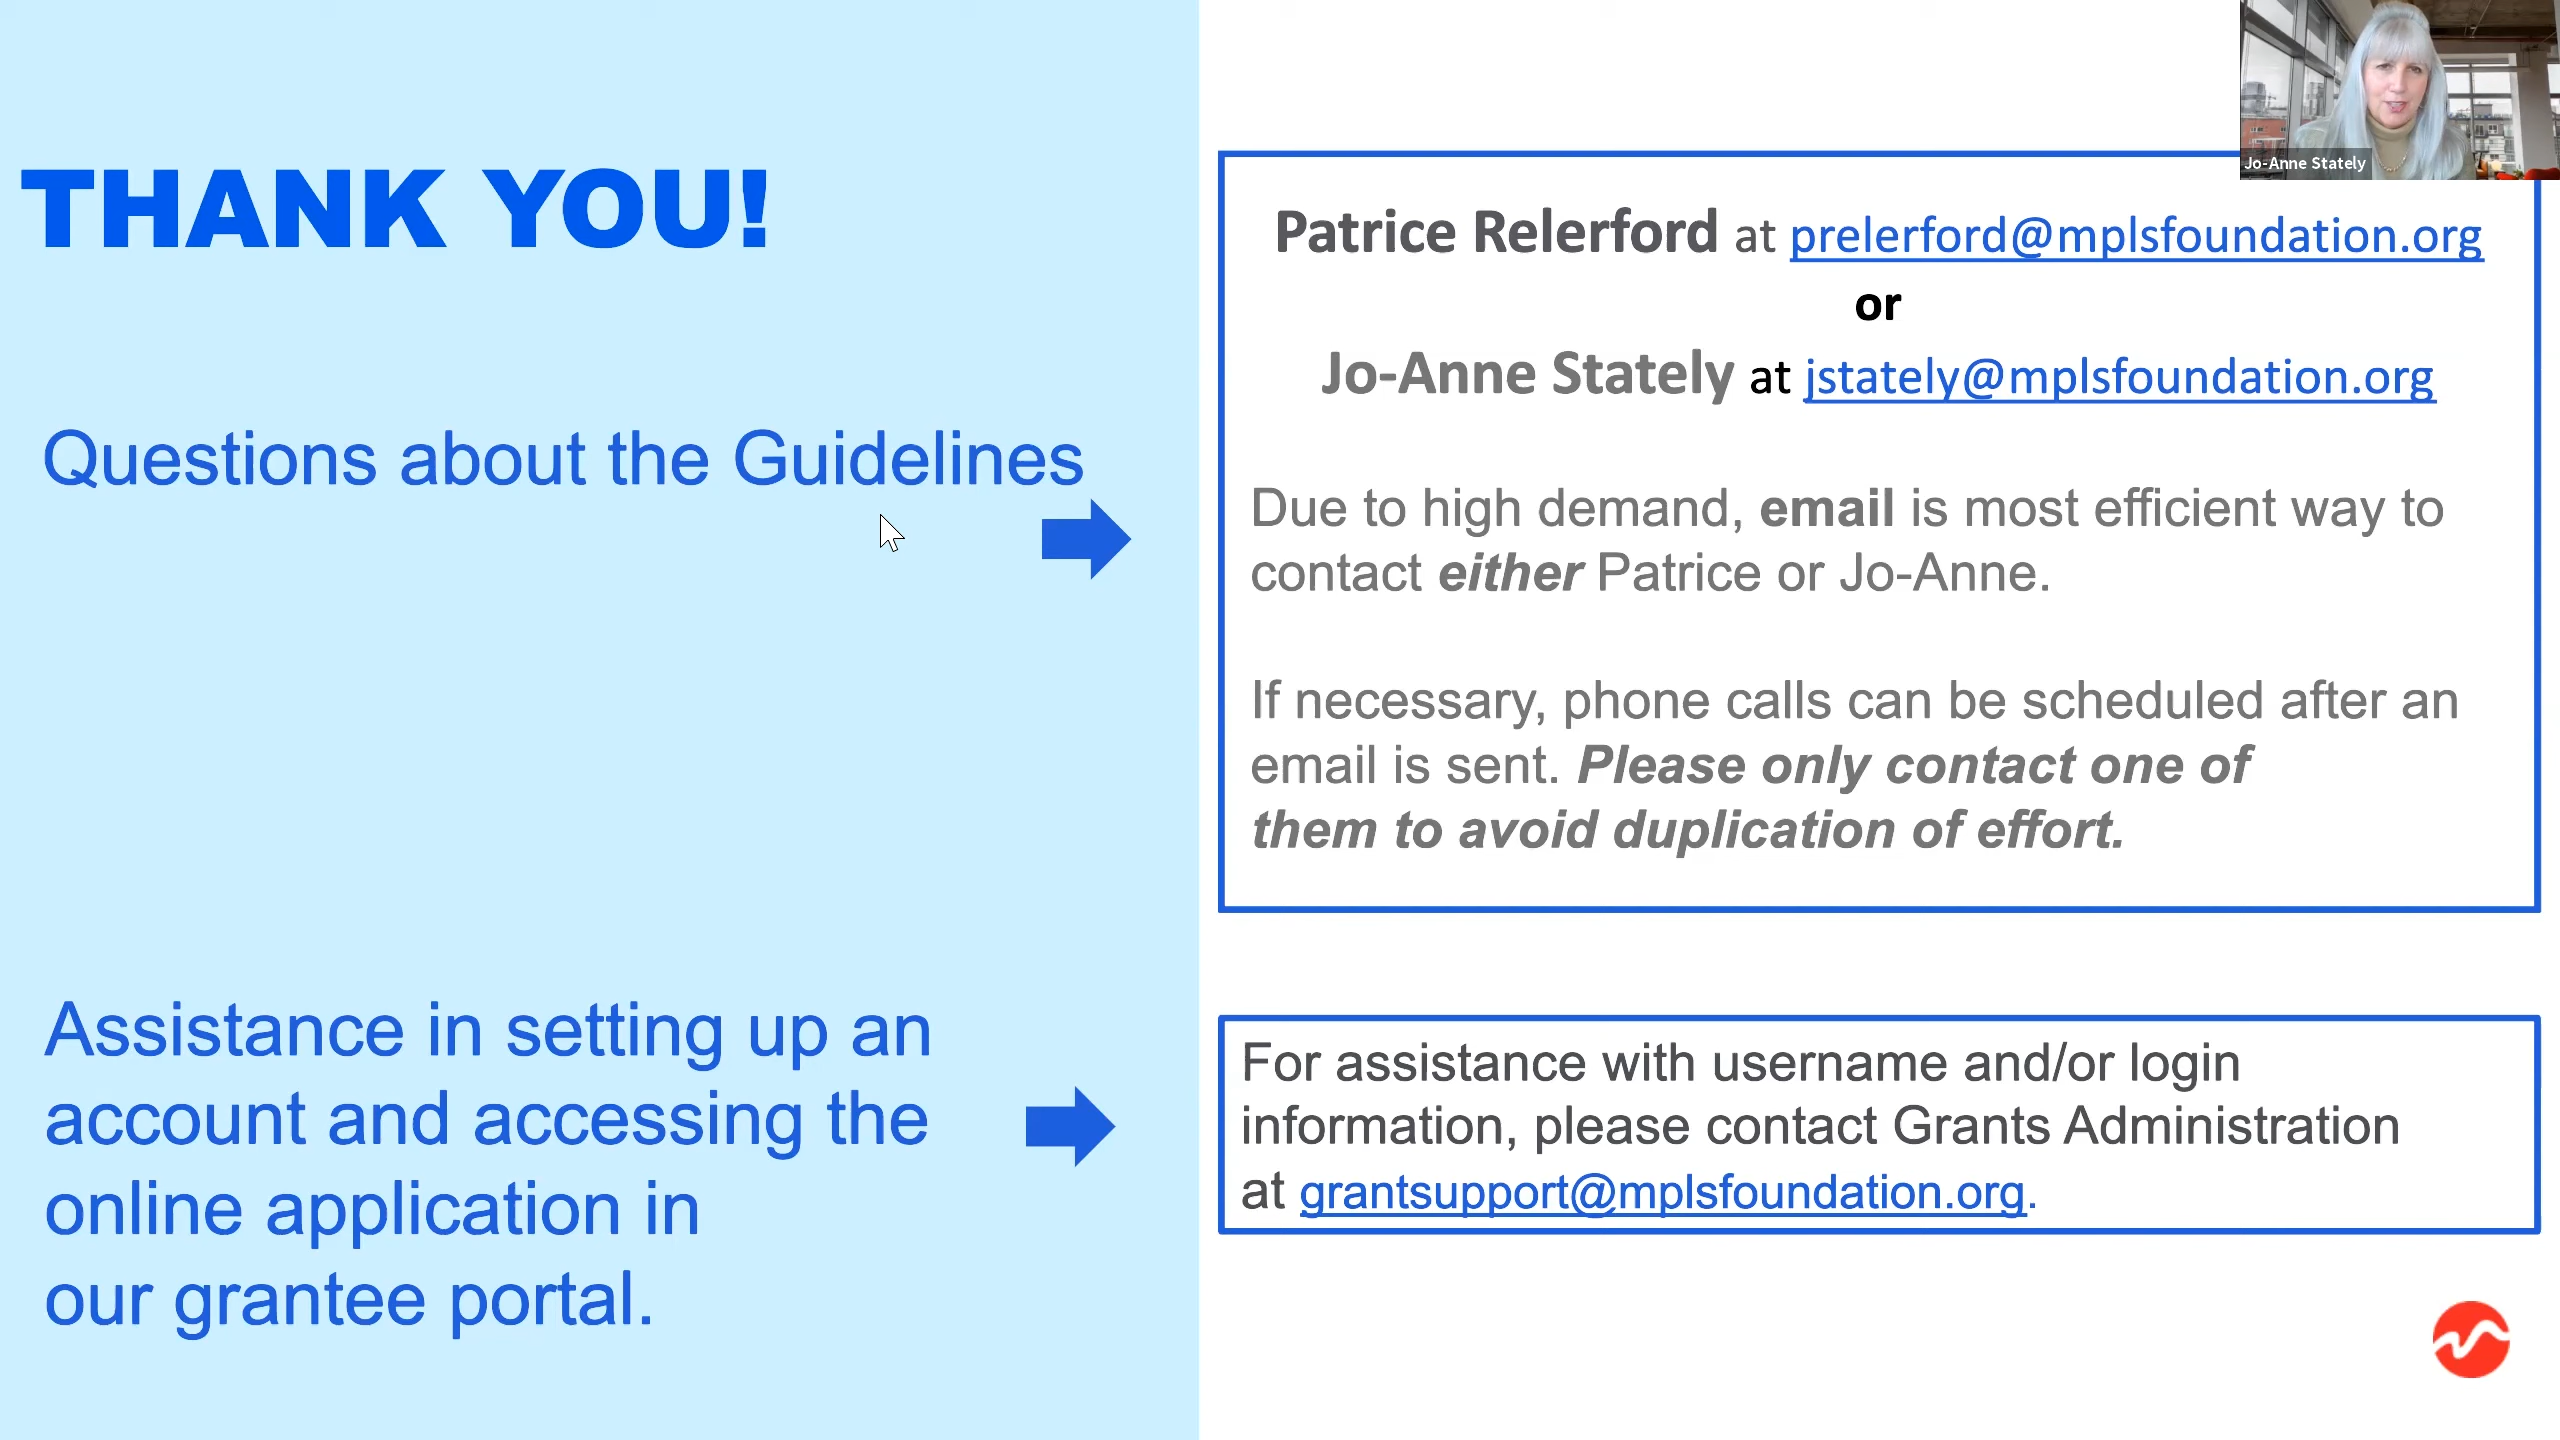 THANK YOU!
Questions about the Guidelines
Assistance in setting up an
account and accessing the
online application in
our grantee portal.
Jo-Anne Stately
Patrice Relerford at prelerford@mplsfoundation.org
or
Jo-Anne Stately at jstately@mplsfoundation.org
Due to high demand, email is most efficient way to
contact either Patrice or Jo-Anne.
If necessary, phone calls can be scheduled after an
email is sent. Please only contact one of
them to avoid duplication of effort.
For assistance with username and/or login
information, please contact Grants Administration
at grantsupport@mplsfoundation.org.